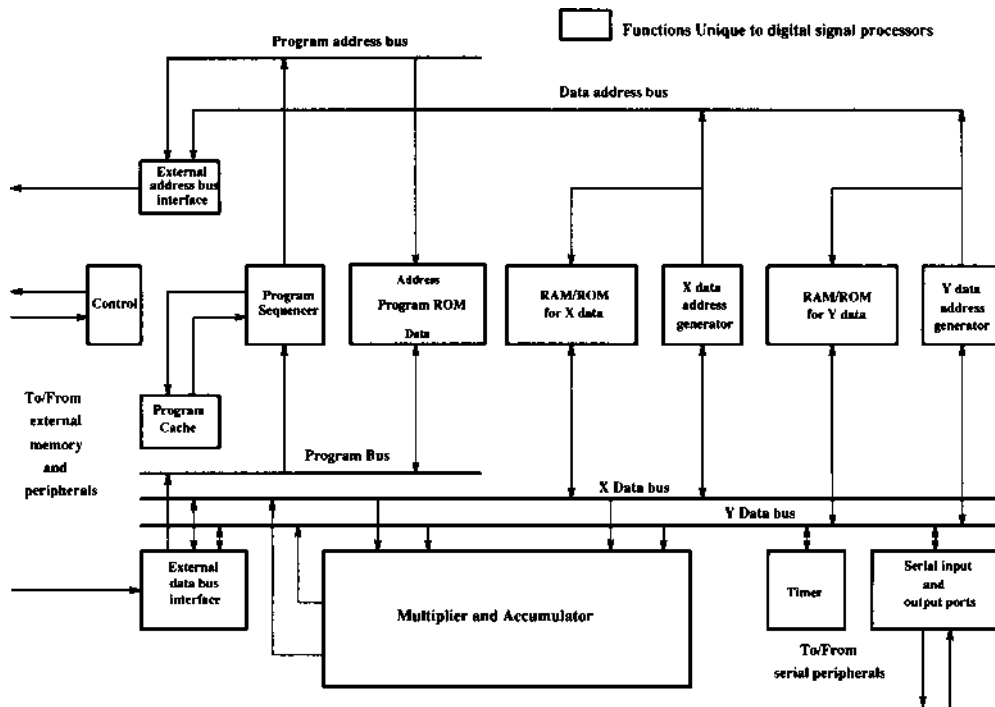 Functions Unique to digital signal processors
Program address bus
Data address bus
External
address bus
interface
Control
Program
Sequencer
Address
Program ROM
Data
RAM/ROM
for X data
X data
address
generator
RAM/ROM
for Y data
Y data
address
generator
To/From
external
memory
and
peripherals
Program
Cache
Program Bus
X Data bus
Y Data bus
External
data bus
interface
Multiplier and Accumulator
Timer
Serial input
and
output ports
To/From
serial peripherals